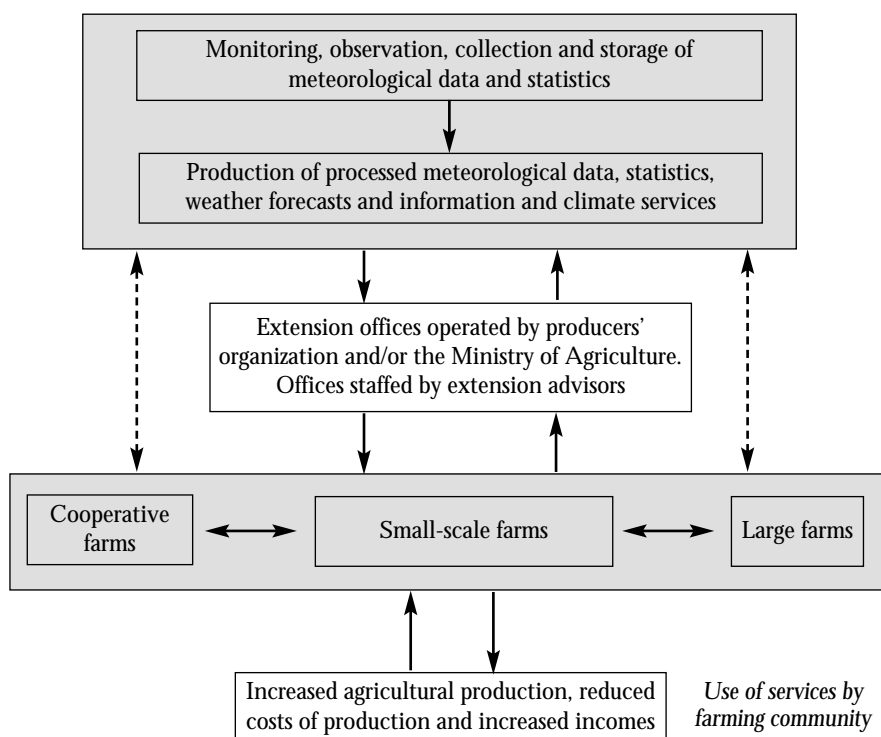 Monitoring, observation, collection and storage of
meteorological data and statistics
Production of processed meteorological data, statistics,
weather forecasts and information and climate services
Extension offices operated by producers'
organization and/or the Ministry of Agriculture.
Offices staffed by extension advisors
Cooperative
farms
Small-scale farms
Large farms
Increased agricultural production, reduced
costs of production and increased incomes
Use of services by
farming community